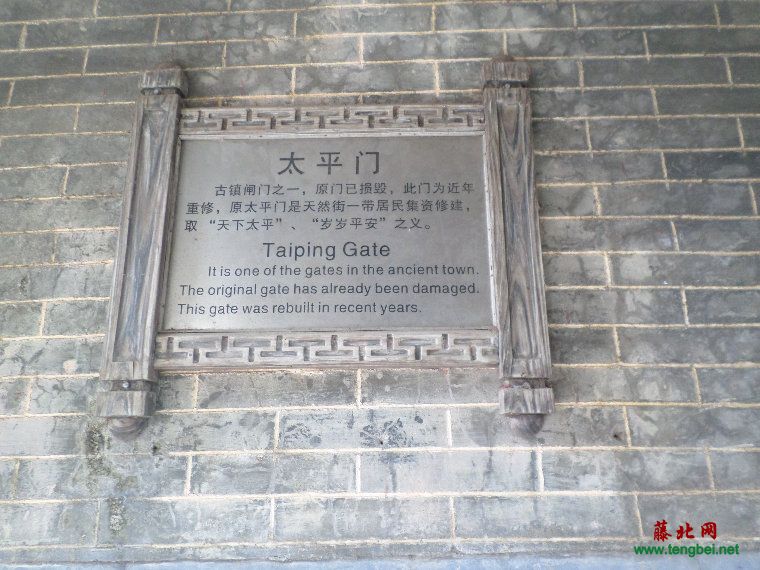 太平门
古镇闸门之一，原门已损毁，此门为近年
重修，原太平门是天然街一带居民集资修建，
取“天下太平”、“岁岁平安”之义。
Taiping Gate
It is one of the gates in the ancient town.
The original gate has already been damaged.
This gate was rebuilt in recent years.
藤北网
www.tengbei.net